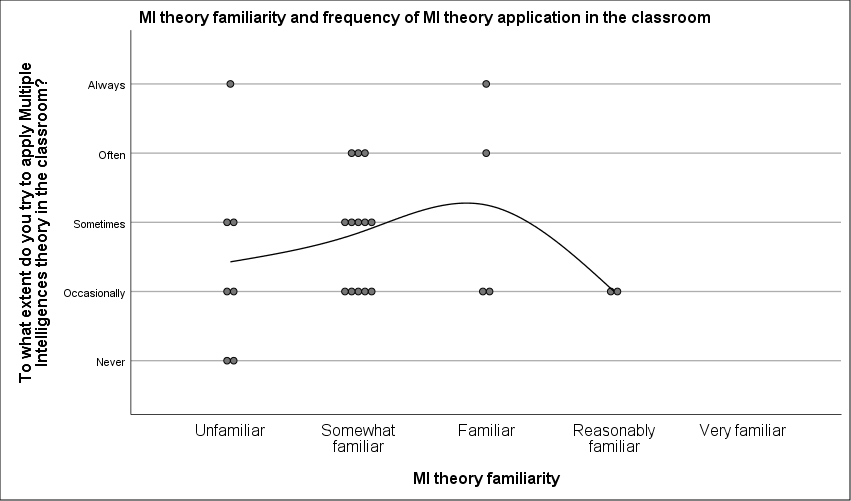 MI theory familiarity and frequency of MI theory application in the classroom
To what extent do you try to apply Multiple
Intelligences theory in the classroom?
Always
Often
Sometimes
Occasionally
Never
Unfamiliar
Somewhat
familiar
Familiar
Reasonably
familiar
Very familiar
MI theory familiarity